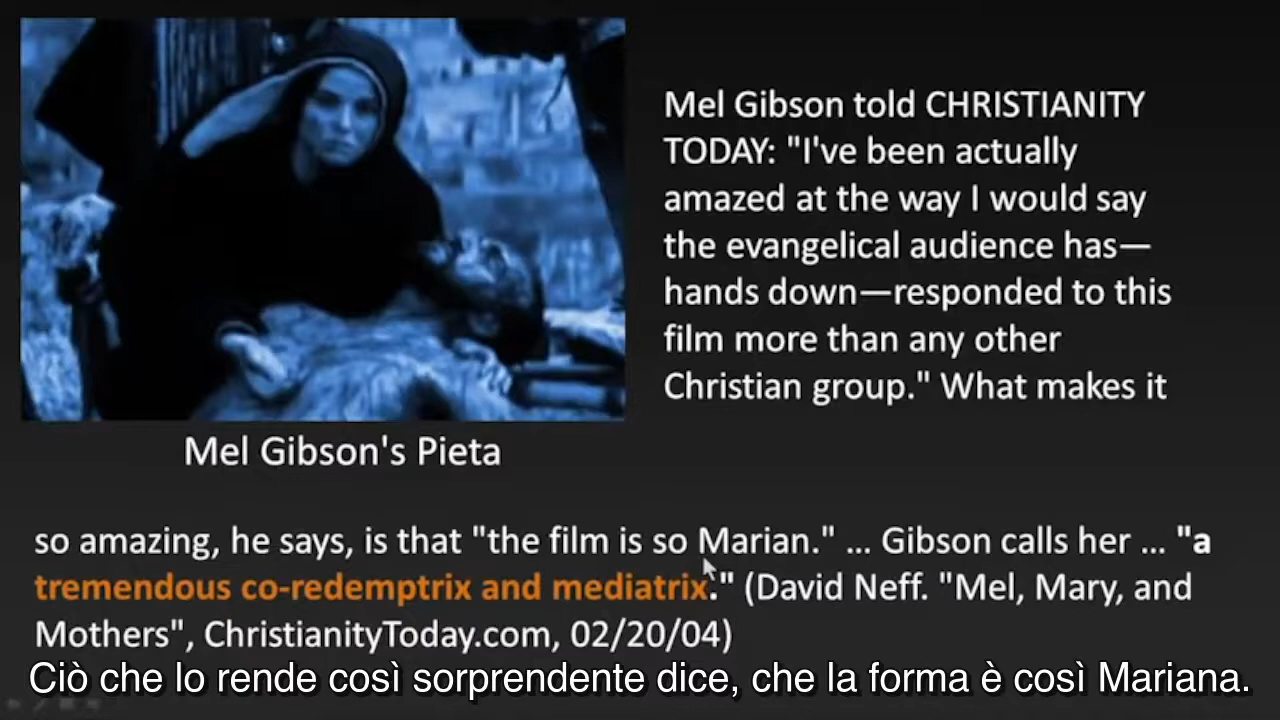 Mel Gibson told CHRISTIANITY
TODAY: "I've been actually
amazed at the way I would say
the evangelical audience has—
hands down—responded to this
film more than any other
Christian group." What makes it
Mel Gibson's Pieta
so amazing, he says, is that "the film is so Marian." ... Gibson calls her ... "a
tremendous co-redemptrix and mediatrix." (David Neff. "Mel, Mary, and
Mothers", ChristianityToday.com, 02/20/04)
Ciò che lo rende così sorprendente dice, che la forma è così Mariana.